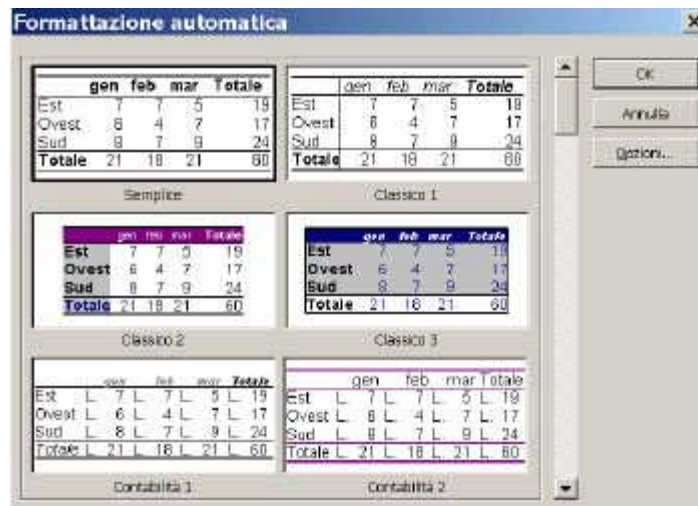 Formattazione automatica
OK
Annulla
Opzioni...
gen feb mar Totale
Est 7 7 5 19
Ovest 6 4 7 17
Sud 8 7 9 24
Totale 21 18 21 60
Semplice
gen feb mar Totale
Est 7 7 5 19
Ovest 6 4 7 17
Sud 8 7 9 24
Totale 21 18 21 60
Classico 1
gen feb mar Totale
Est 7 7 5 19
Ovest 6 4 7 17
Sud 8 7 9 24
Totale 21 18 21 60
Classico 2
gen feb mar Totale
Est 7 7 5 19
Ovest 6 4 7 17
Sud 8 7 9 24
Totale 21 18 21 60
Classico 3
gen feb mar Totale
Est L. 7 L. 7 L. 5 L. 19
Ovest L. 6 L. 4 L. 7 L. 17
Sud L. 8 L. 7 L. 9 L. 24
Totale L. 21 L. 18 L. 21 L. 60
Contabilità 1
gen feb mar Totale
Est L. 7 L. 7 L. 5 L. 19
Ovest L. 6 L. 4 L. 7 L. 17
Sud L. 8 L. 7 L. 9 L. 24
Totale L. 21 L. 18 L. 21 L. 60
Contabilità 2